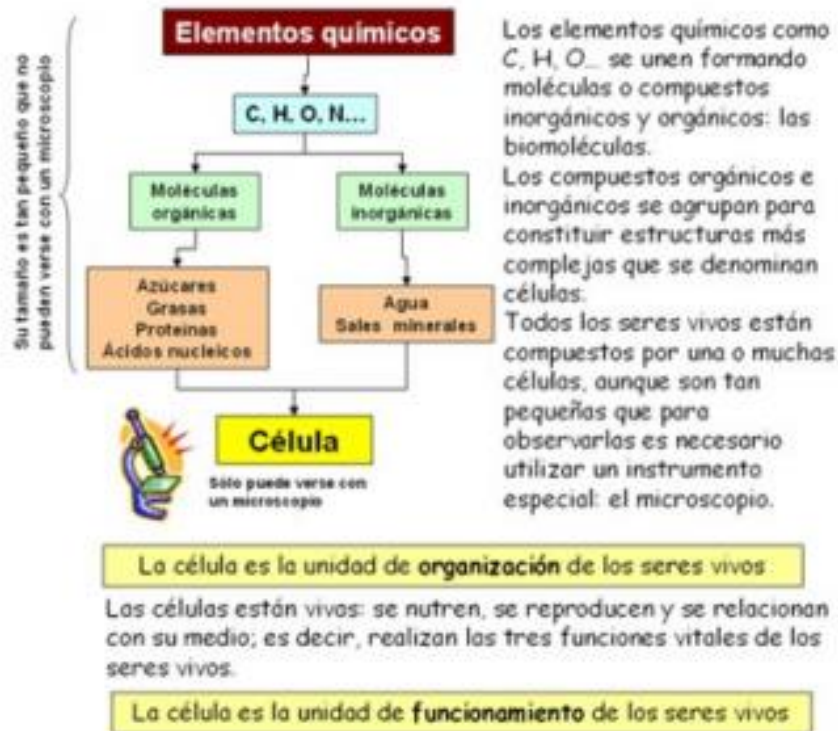 Su tamaño es tan pequeño que no
pueden verse con un microscopio
Elementos químicos
C, H, O, N...
Moléculas
orgánicas
Moléculas
inorgánicas
Azúcares
Grasas
Proteínas
Ácidos nucleicos
Agua
Sales minerales
Célula
Sólo puede verse con
un microscopio
Los elementos químicos como
C, H, O... se unen formando
moléculas o compuestos
inorgánicos y orgánicos: las
biomoléculas.
Los compuestos orgánicos e
inorgánicos se agrupan para
constituir estructuras más
complejas que se denominan
células.
Todos los seres vivos están
compuestos por una o muchas
células, aunque son tan
pequeñas que para
observarlas es necesario
utilizar un instrumento
especial: el microscopio.
La célula es la unidad de organización de los seres vivos
Las células están vivas: se nutren, se reproducen y se relacionan
con su medio; es decir, realizan las tres funciones vitales de los
seres vivos.
La célula es la unidad de funcionamiento de los seres vivos